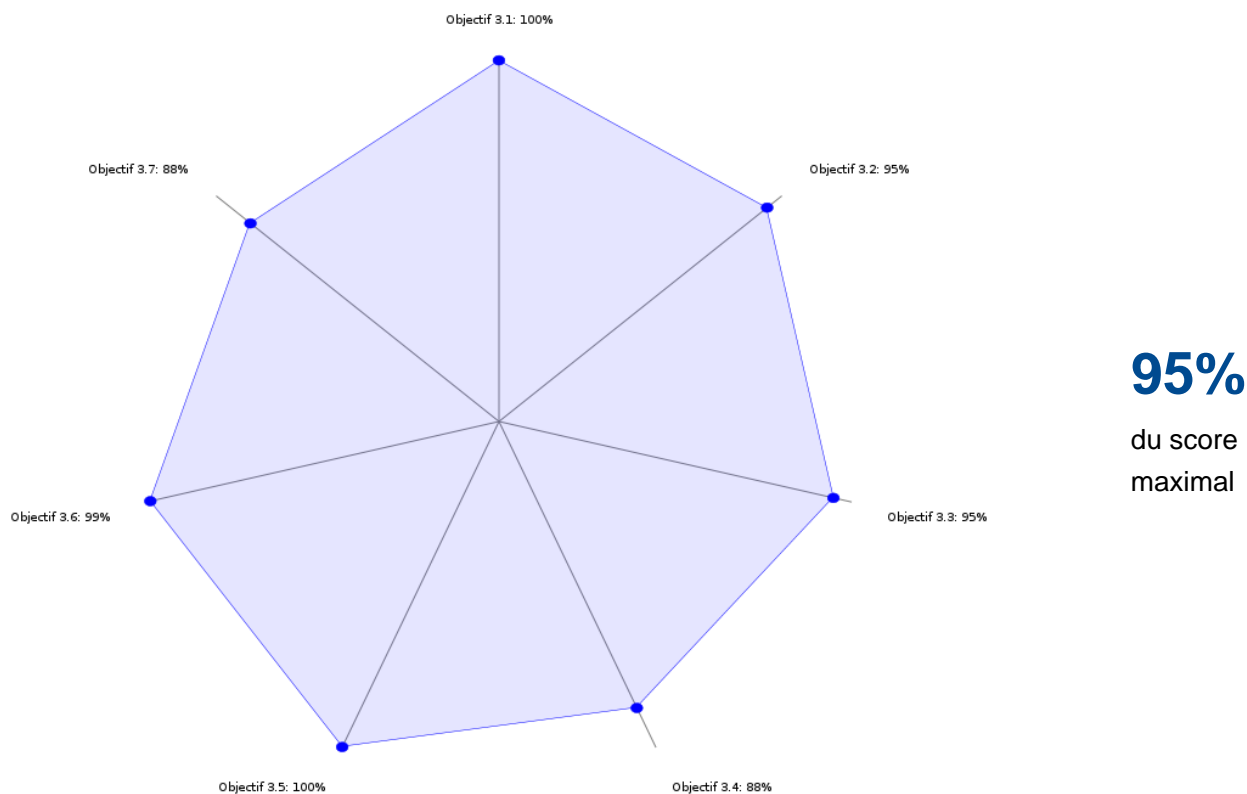 Objectif 3.1: 100%
Objectif 3.7: 88%
Objectif 3.2: 95%
95%
du score
maximal
Objectif 3.6: 99%
Objectif 3.3: 95%
Objectif 3.5: 100%
Objectif 3.4: 88%